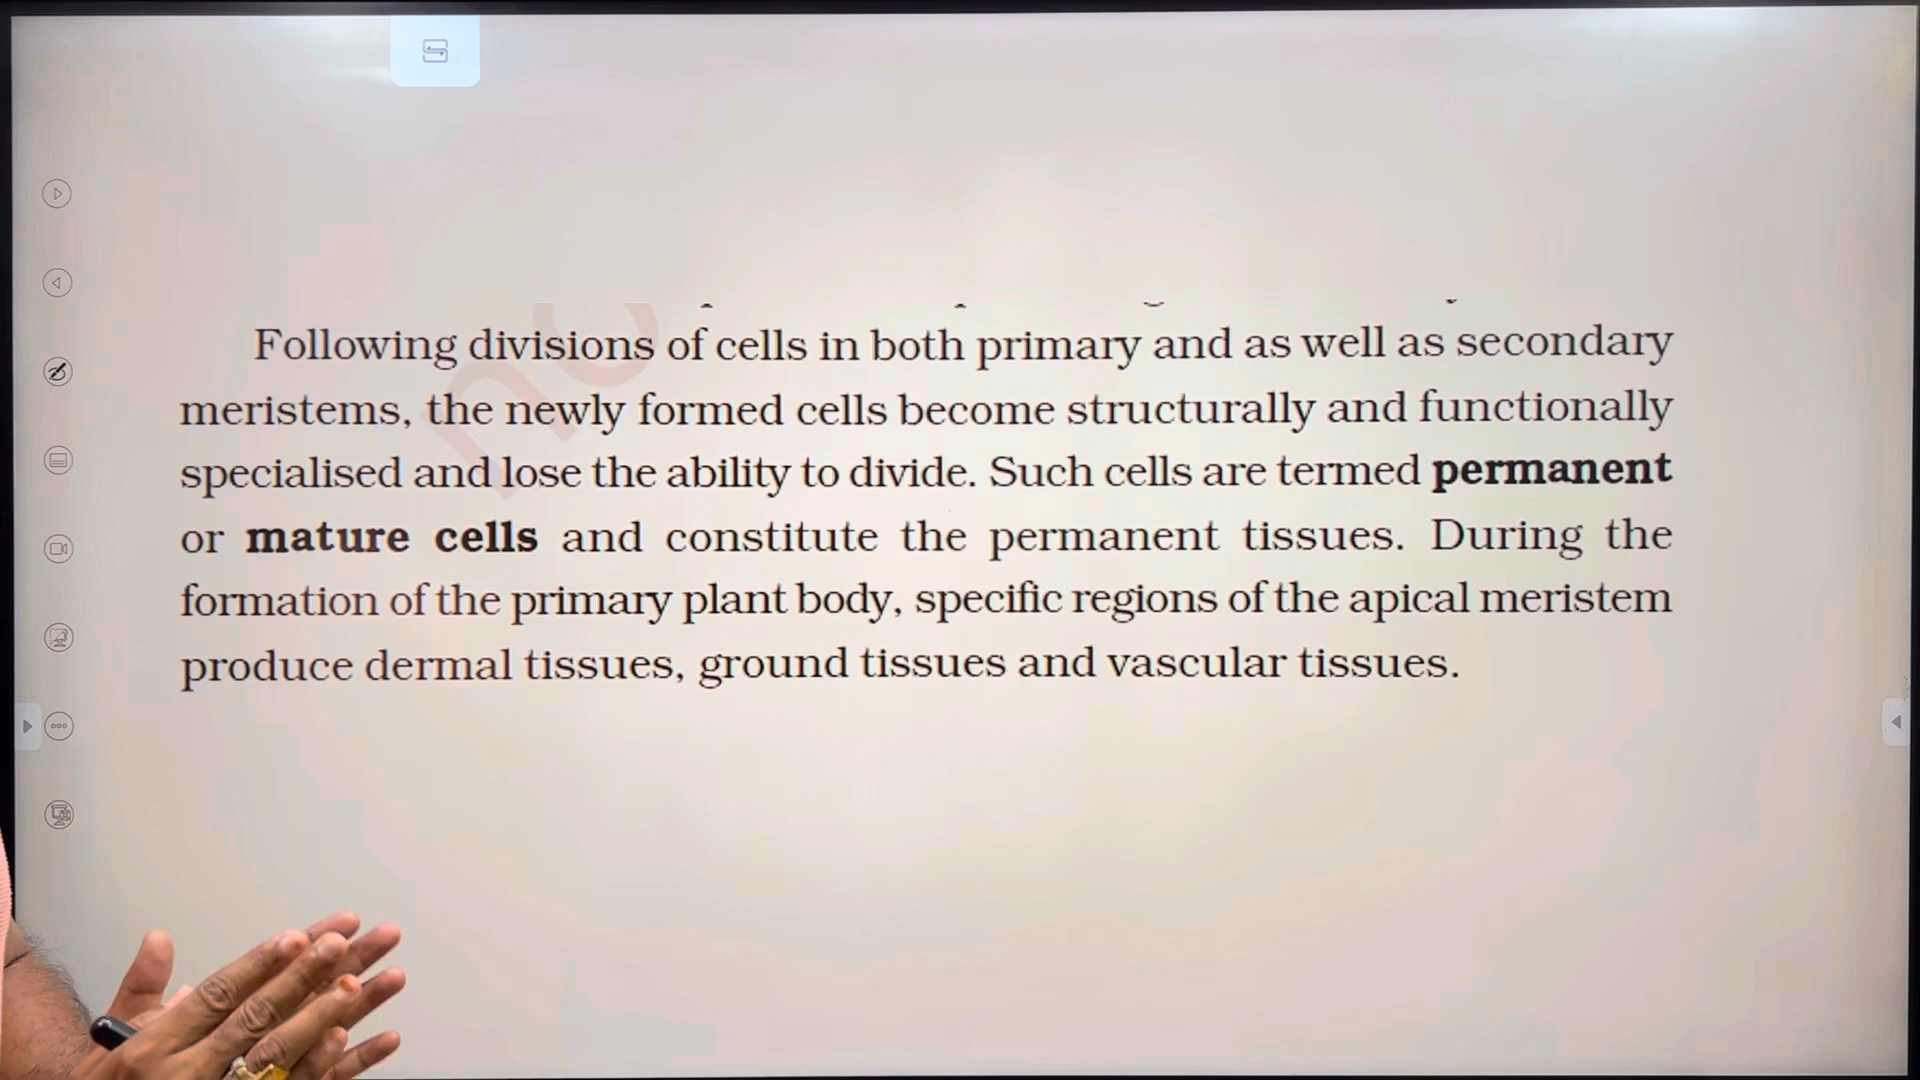 Following divisions of cells in both primary and as well as secondary
meristems, the newly formed cells become structurally and functionally
specialised and lose the ability to divide. Such cells are termed permanent
or mature cells and constitute the permanent tissues. During the
formation of the primary plant body, specific regions of the apical meristem
produce dermal tissues, ground tissues and vascular tissues.